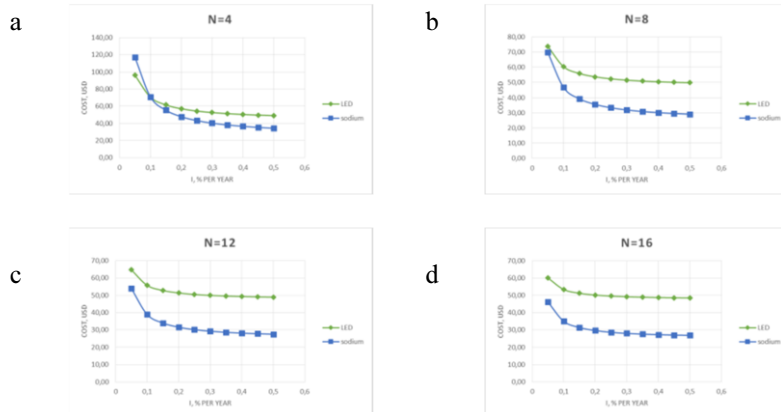 a
N=4
COST, USD
140,00
120,00
100,00
80,00
60,00
40,00
20,00
0,00
0 0,1 0,2 0,3 0,4 0,5 0,6
I, % PER YEAR
LED
sodium
b
N=8
COST, USD
80,00
70,00
60,00
50,00
40,00
30,00
20,00
10,00
0,00
0 0,1 0,2 0,3 0,4 0,5 0,6
I, % PER YEAR
LED
sodium
c
N=12
COST, USD
70,00
60,00
50,00
40,00
30,00
20,00
10,00
0,00
0 0,1 0,2 0,3 0,4 0,5 0,6
I, % PER YEAR
LED
sodium
d
N=16
COST, USD
70,00
60,00
50,00
40,00
30,00
20,00
10,00
0,00
0 0,1 0,2 0,3 0,4 0,5 0,6
I, % PER YEAR
LED
sodium